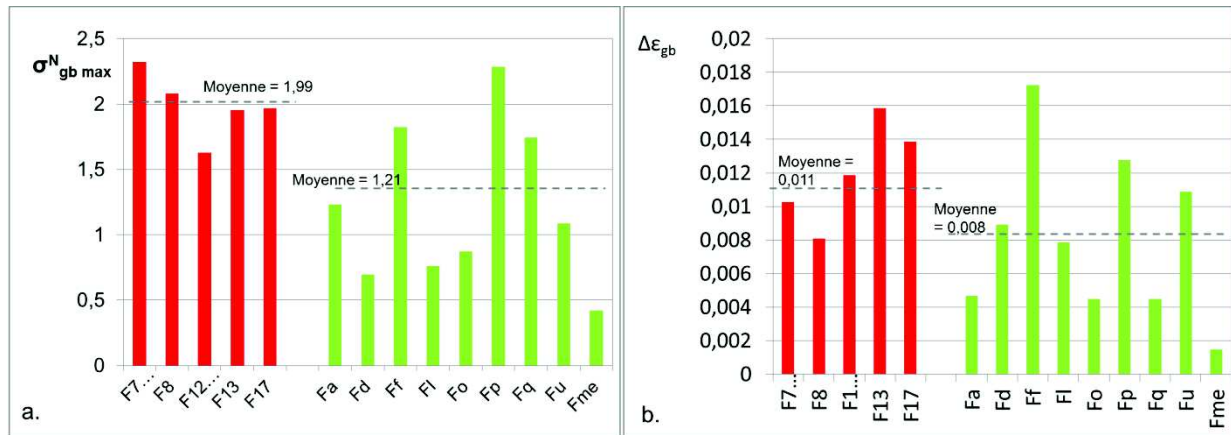 2,5
σN gb max
2
1,5
1
0,5
0
Moyenne = 1,99
Moyenne = 1,21
F7...
F8
F12...
F13
F17
Fa
Fd
Ff
Fl
Fo
Fp
Fq
Fu
Fme
a.
Δεgb
0,02
0,018
0,016
0,014
0,012
0,01
0,008
0,006
0,004
0,002
0
Moyenne =
0,011
Moyenne
= 0,008
F7...
F8
F1...
F13
F17
Fa
Fd
Ff
Fl
Fo
Fp
Fq
Fu
Fme
b.